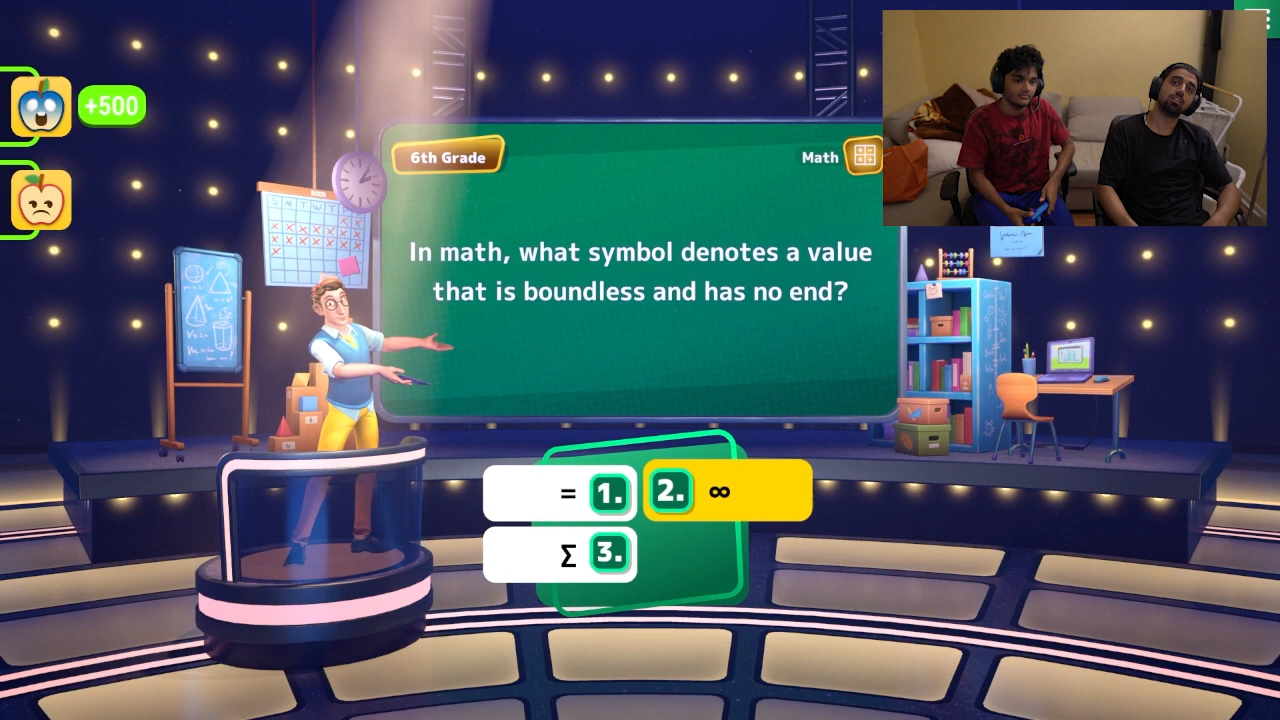 +500
6th Grade
Math
In math, what symbol denotes a value
that is boundless and has no end?
S M T W T
= 1.
2. ∞
Σ 3.